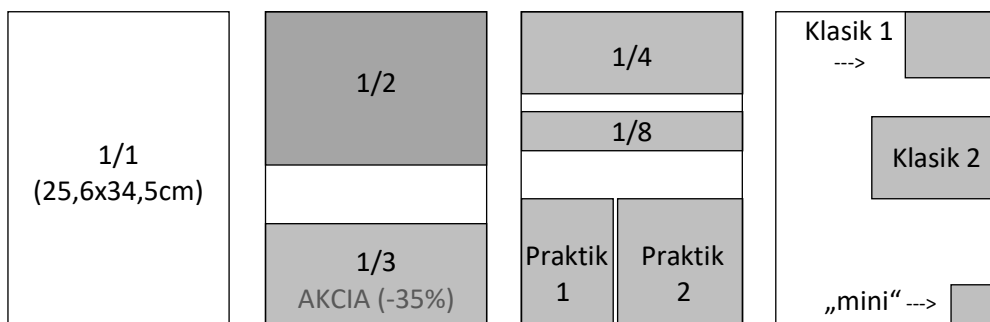 1/1
(25,6x34,5cm)
1/2
1/3
AKCIA (-35%)
1/4
1/8
Praktik
1
Praktik
2
Klasik 1
--->
Klasik 2
„mini“ --->